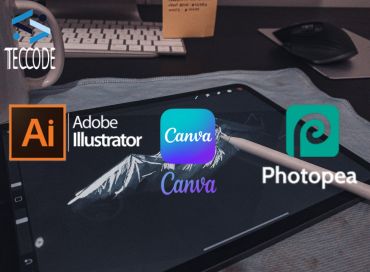 TECCODE
Ai
Adobe
Illustrator
Canva
Canva
Photopea